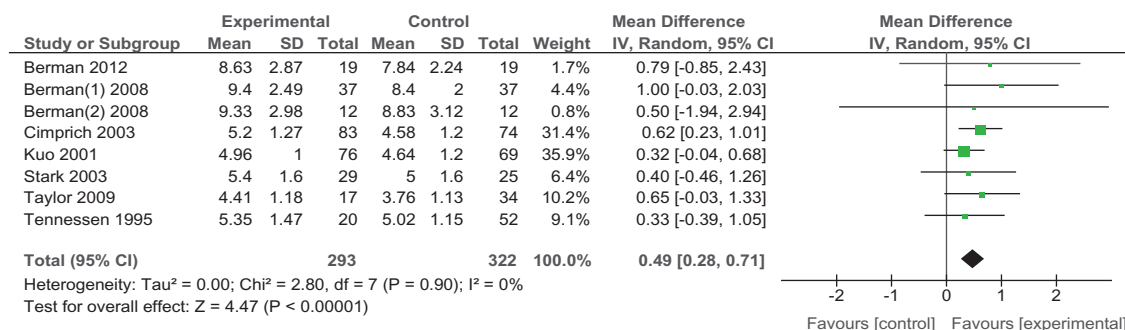 Experimental Control Mean Difference Mean Difference
Study or Subgroup Mean SD Total Mean SD Total Weight IV, Random, 95% CI IV, Random, 95% CI
Berman 2012 8.63 2.87 19 7.84 2.24 19 1.7% 0.79 [-0.85, 2.43]
Berman(1) 2008 9.4 2.49 37 8.4 2 37 4.4% 1.00 [-0.03, 2.03]
Berman(2) 2008 9.33 2.98 12 8.83 3.12 12 0.8% 0.50 [-1.94, 2.94]
Cimprich 2003 5.2 1.27 83 4.58 1.2 74 31.4% 0.62 [0.23, 1.01]
Kuo 2001 4.96 1 76 4.64 1.2 69 35.9% 0.32 [-0.04, 0.68]
Stark 2003 5.4 1.6 29 5 1.6 25 6.4% 0.40 [-0.46, 1.26]
Taylor 2009 4.41 1.18 17 3.76 1.13 34 10.2% 0.65 [-0.03, 1.33]
Tennessen 1995 5.35 1.47 20 5.02 1.15 52 9.1% 0.33 [-0.39, 1.05]
Total (95% CI) 293 322 100.0% 0.49 [0.28, 0.71]
Heterogeneity: Tau² = 0.00; Chi² = 2.80, df = 7 (P = 0.90); I² = 0%
Test for overall effect: Z = 4.47 (P < 0.00001)
-2 -1 0 1 2
Favours [control] Favours [experimental]